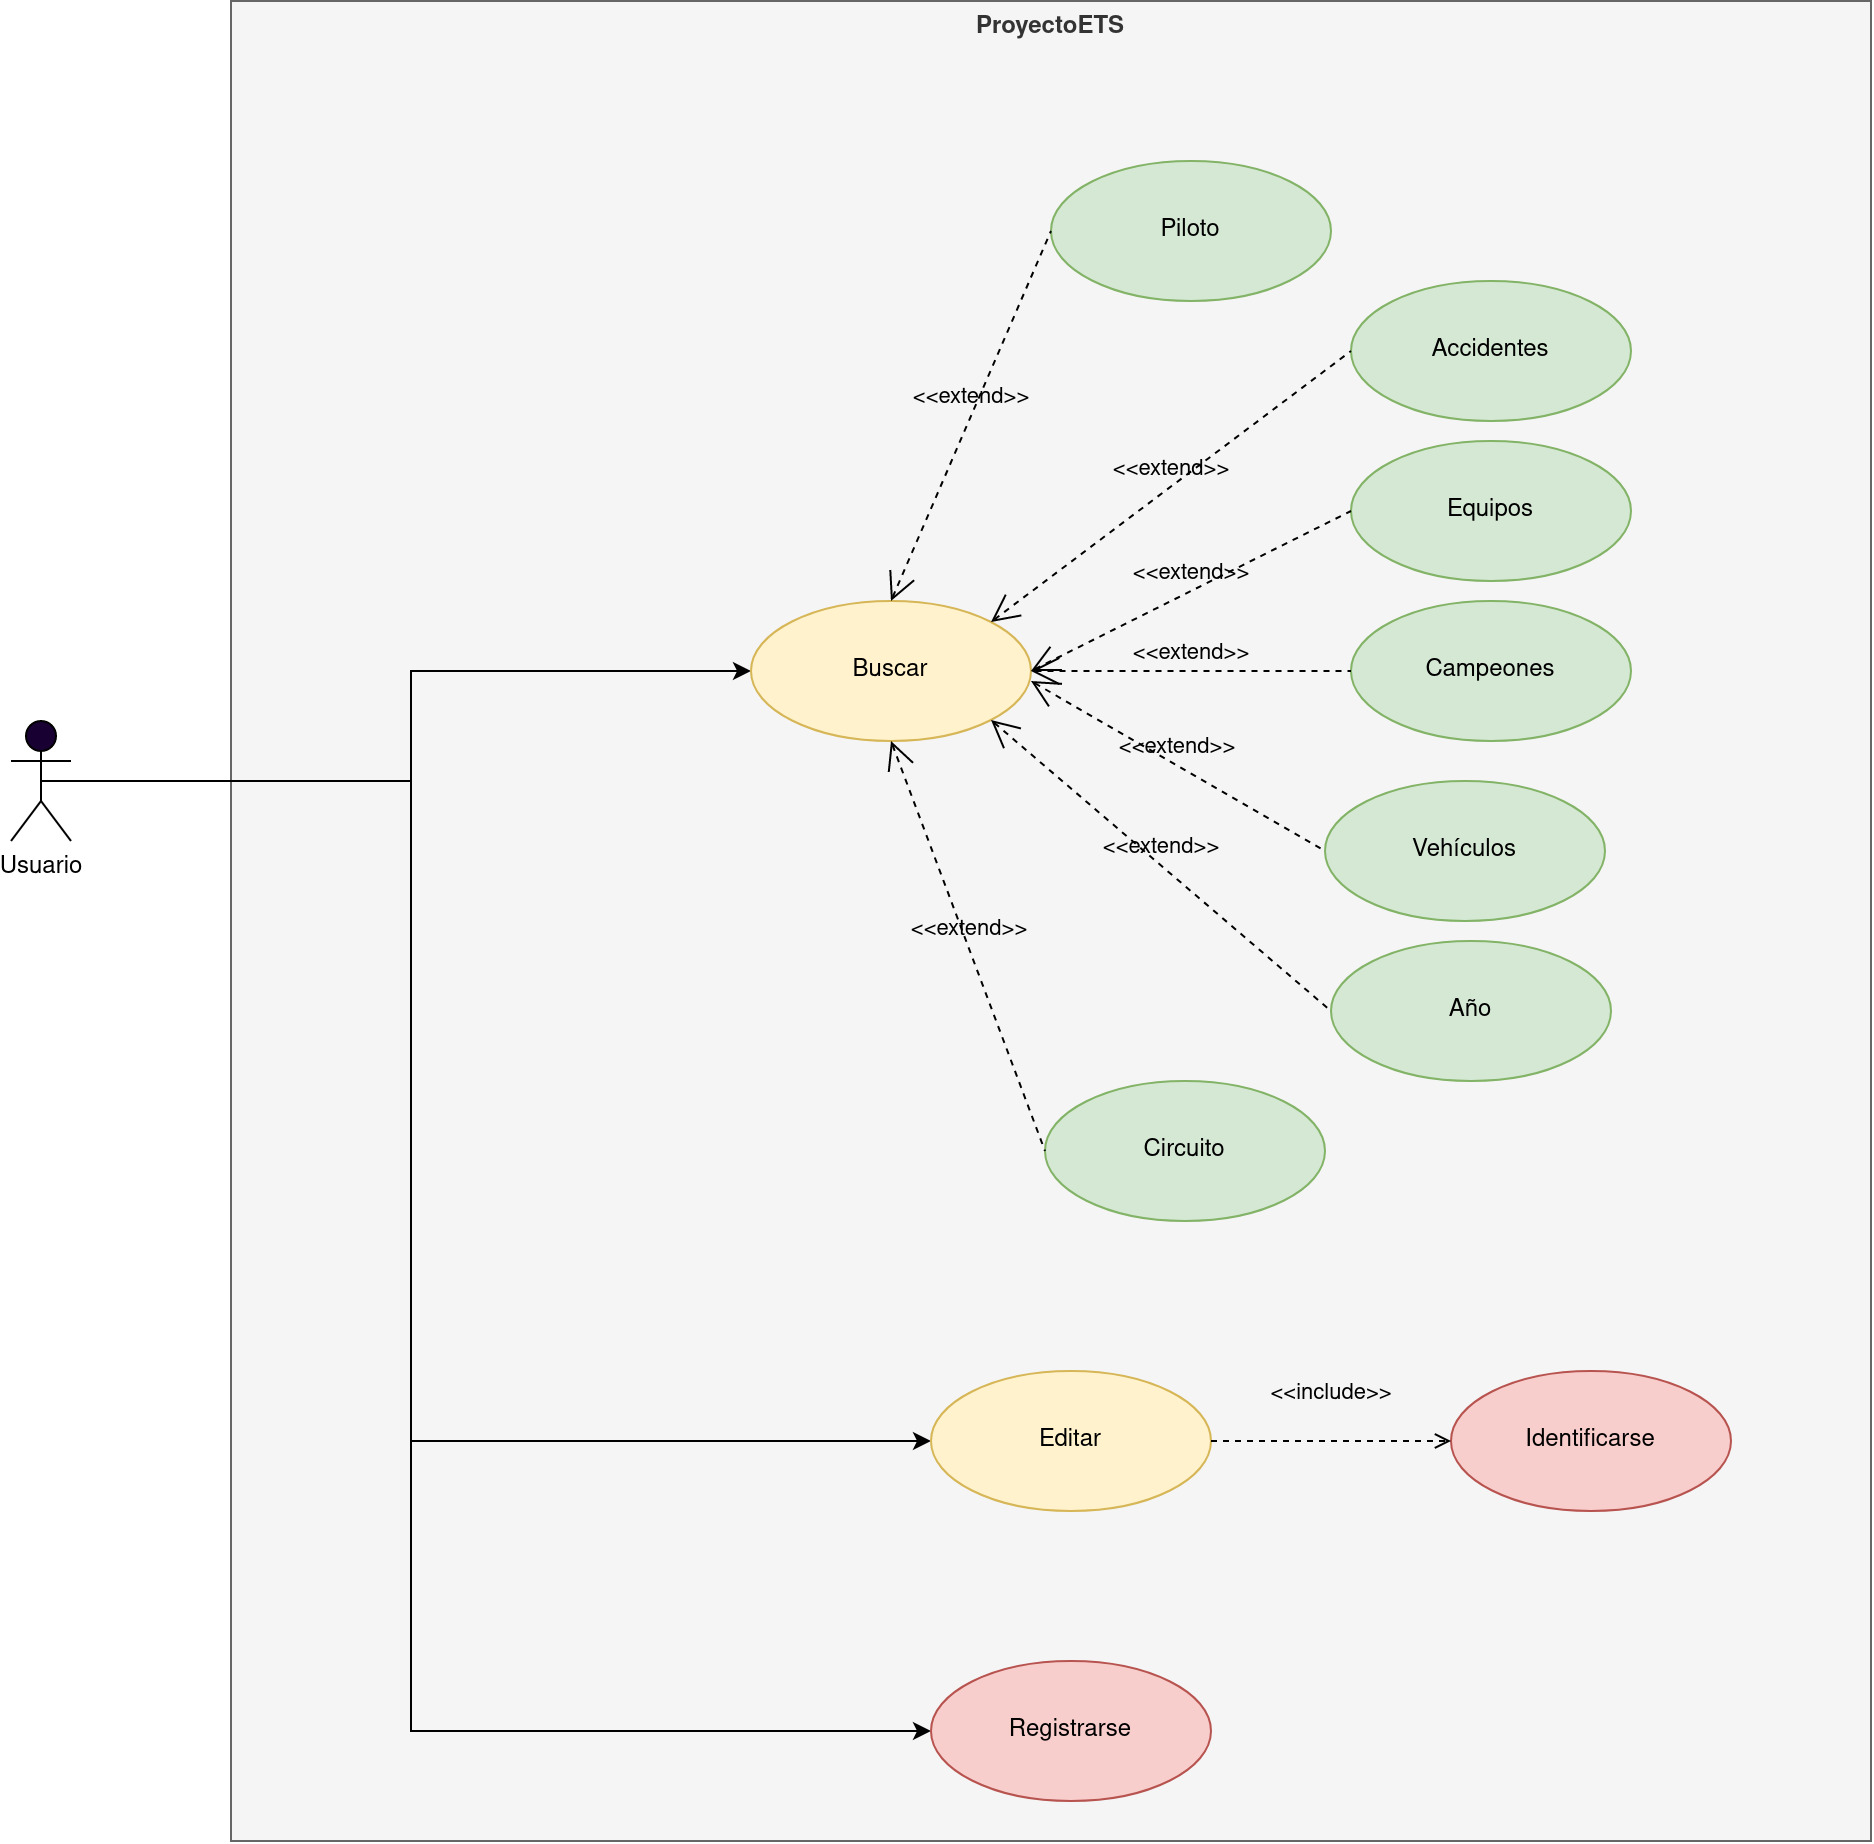 ProyectoETS
Piloto
Accidentes
<<extend>>
<<extend>>
Equipos
<<extend>>
<<extend>>
Buscar
Campeones
<<extend>>
Usuario
<<extend>>
Vehículos
<<extend>>
Año
Circuito
<<include>>
Editar
Identificarse
Registrarse